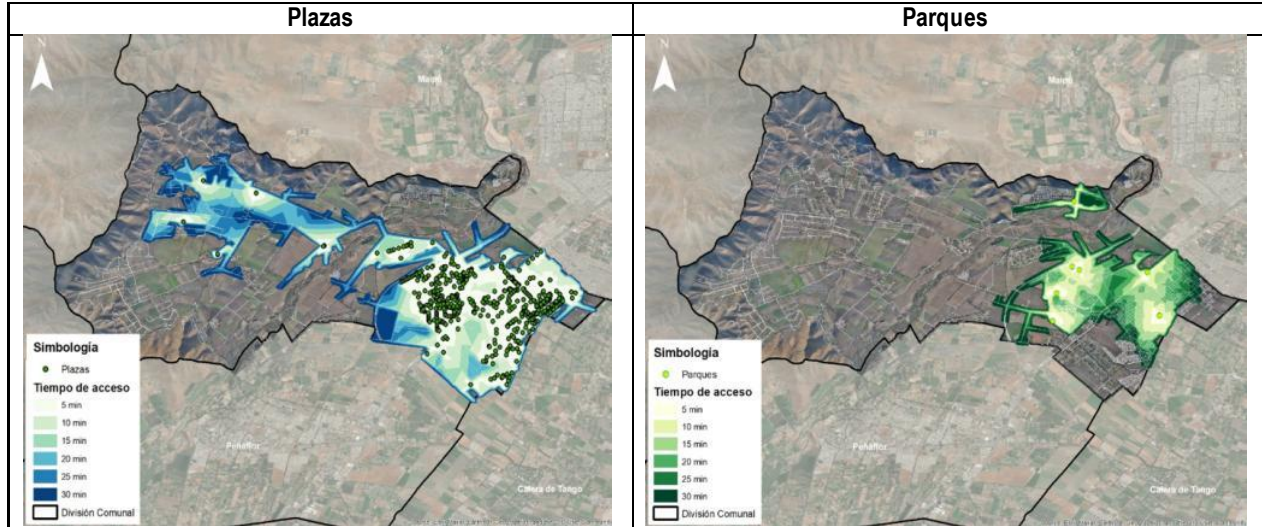 Plazas
Parques
N
Maipú
Peñaflor
Calera de Tango
Simbología
Plazas
Tiempo de acceso
5 min
10 min
15 min
20 min
25 min
30 min
División Comunal
N
Maipú
Peñaflor
Calera de Tango
Simbología
Parques
Tiempo de acceso
5 min
10 min
15 min
20 min
25 min
30 min
División Comunal